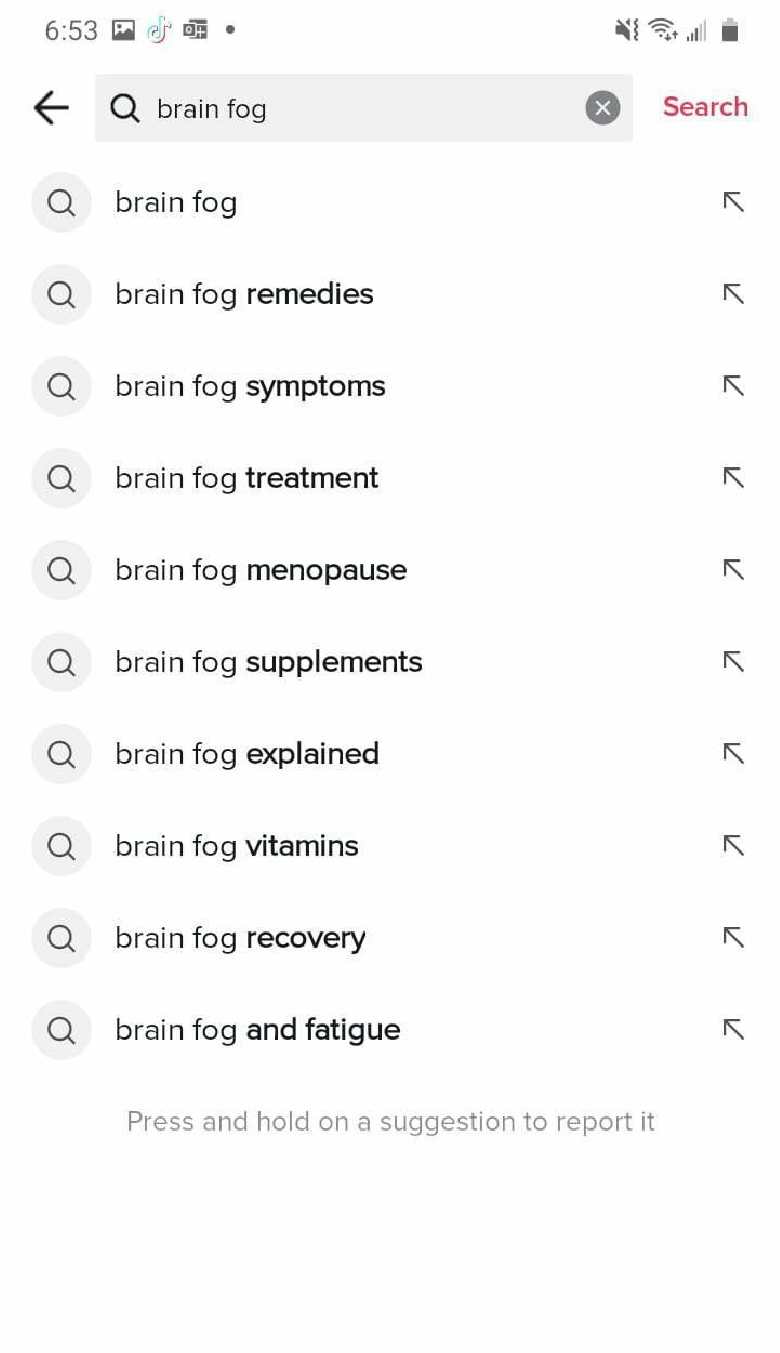 6:53
brain fog
Search
brain fog
brain fog remedies
brain fog symptoms
brain fog treatment
brain fog menopause
brain fog supplements
brain fog explained
brain fog vitamins
brain fog recovery
brain fog and fatigue
Press and hold on a suggestion to report it